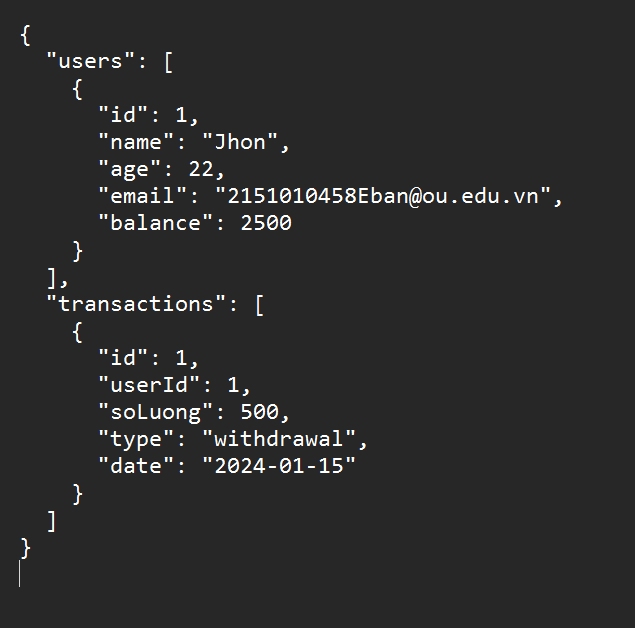 {
  "users": [
    {
      "id": 1,
      "name": "Jhon",
      "age": 22,
      "email": "2151010458Eban@ou.edu.vn",
      "balance": 2500
    }
  ],
  "transactions": [
    {
      "id": 1,
      "userId": 1,
      "soLuong": 500,
      "type": "withdrawal",
      "date": "2024-01-15"
    }
  ]
}